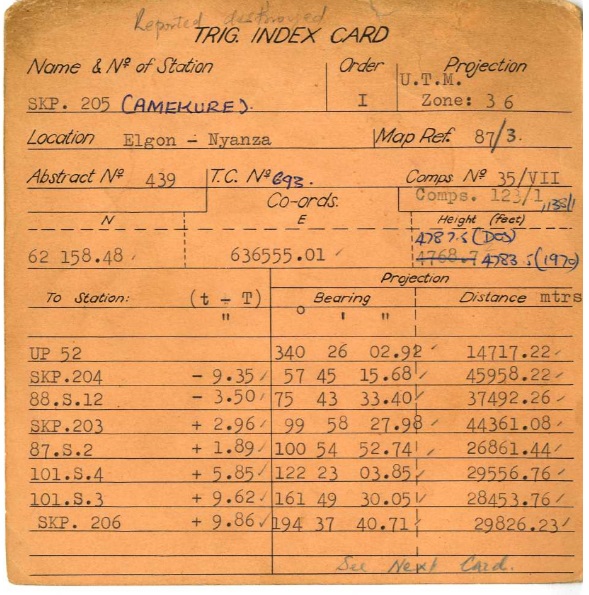 Reported destroyed
TRIG. INDEX CARD
Name & Nº of Station Order Projection
U.T.M.
SKP. 205 (AMEKURE). I Zone: 36
Location Elgon - Nyanza Map Ref. 87/3.
Abstract Nº 439 T.C. Nº 693. Comps Nº 35/VII
Co-ords. Comps. 123/1
N E Height (feet)
4787.5 (DOS)
62 158.48 636555.01 4768.7 4783.5 (1970)
Projection
To Station: (t - T) Bearing Distance mtrs
" o ' "
UP 52 340 26 02.92 14717.22
SKP.204 - 9.35 57 45 15.68 45958.22
88.S.12 - 3.50 75 43 33.40 37492.26
SKP.203 + 2.96 99 58 27.98 44361.08
87.S.2 + 1.89 100 54 52.74 26861.44
101.S.4 + 5.85 122 23 03.85 29556.76
101.S.3 + 9.62 161 49 30.05 28453.76
SKP. 206 + 9.86 194 37 40.71 29826.23
See Next Card.